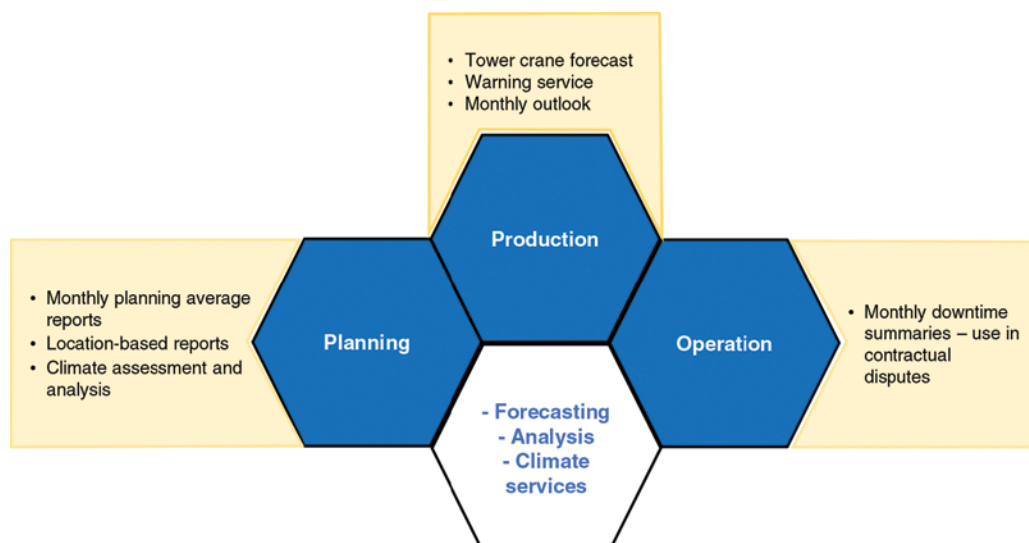 • Tower crane forecast
• Warning service
• Monthly outlook
Production
• Monthly planning average
reports
• Location-based reports
• Climate assessment and
analysis
Planning
Operation
• Monthly downtime
summaries – use in
contractual
disputes
- Forecasting
- Analysis
- Climate
services